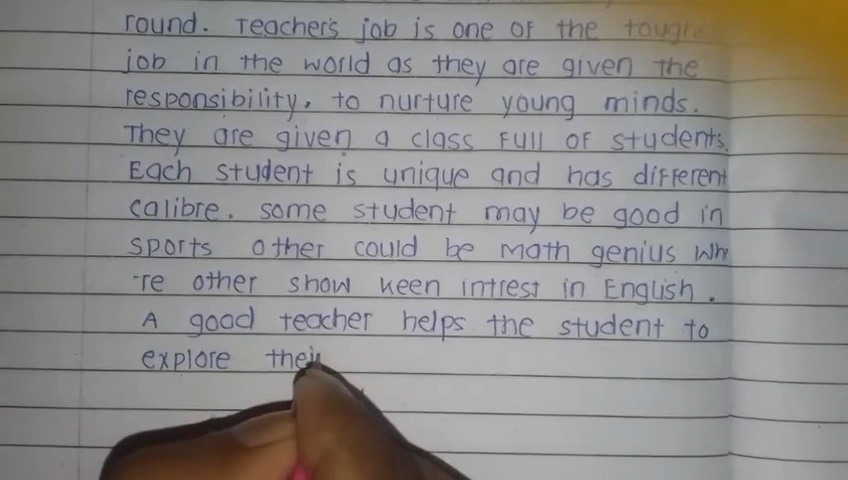 round. Teachers job is one of the
job in the world as they are given the
responsibility, to nurture young minds.
They are given a class full of students.
Each student is unique and has different
calibre. some student may be good in
sports other could be math genius whe
-re other show keen intrest in English.
A good teacher helps the student to
explore